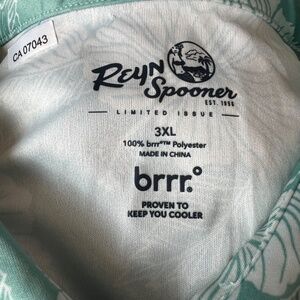 CA 07043
REYN
Spooner
EST. 1956
LIMITED ISSUE
3XL
100% brrr°™ Polyester
MADE IN CHINA
brrr.°
PROVEN TO
KEEP YOU COOLER